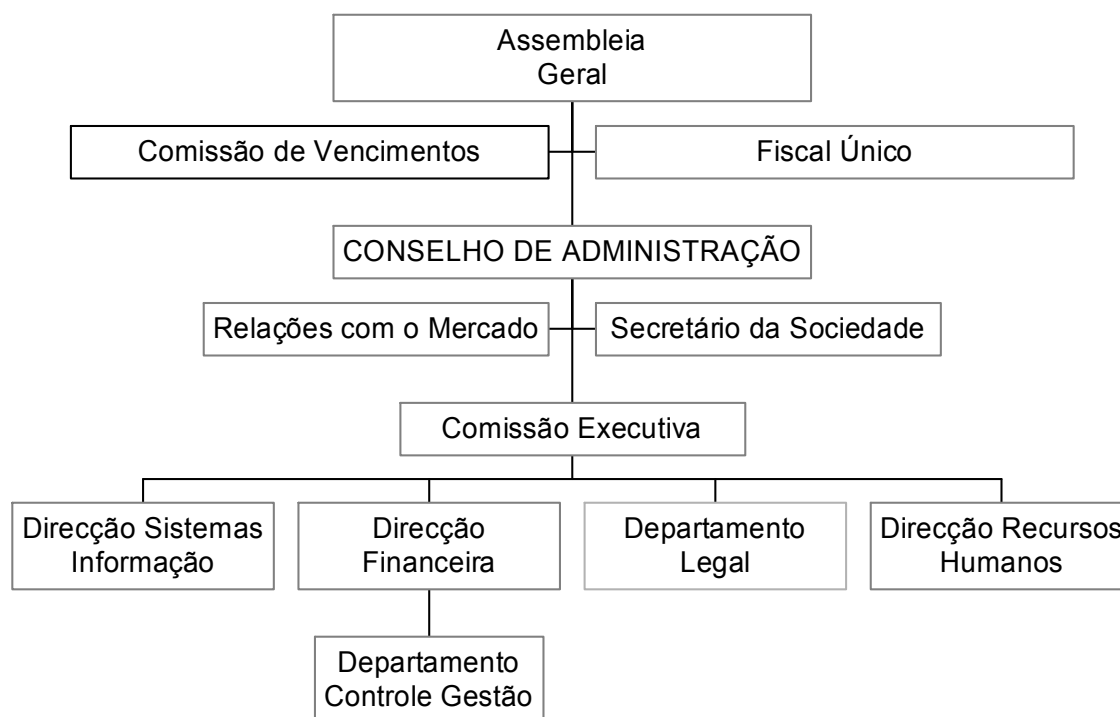 Assembleia
Geral
Comissão de Vencimentos
Fiscal Único
CONSELHO DE ADMINISTRAÇÃO
Relações com o Mercado
Secretário da Sociedade
Comissão Executiva
Direcção Sistemas
Informação
Direcção
Financeira
Departamento
Legal
Direcção Recursos
Humanos
Departamento
Controle Gestão